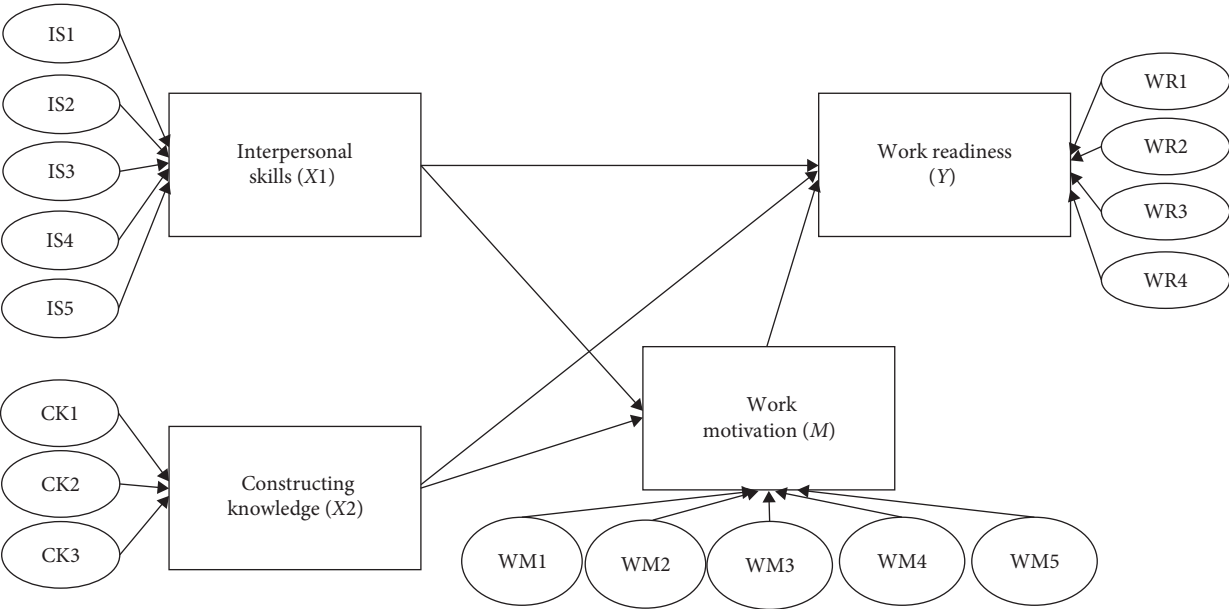 IS1
IS2
IS3
IS4
IS5
Interpersonal
skills (X1)
Work readiness
(Y)
WR1
WR2
WR3
WR4
CK1
CK2
CK3
Constructing
knowledge (X2)
Work
motivation (M)
WM1
WM2
WM3
WM4
WM5